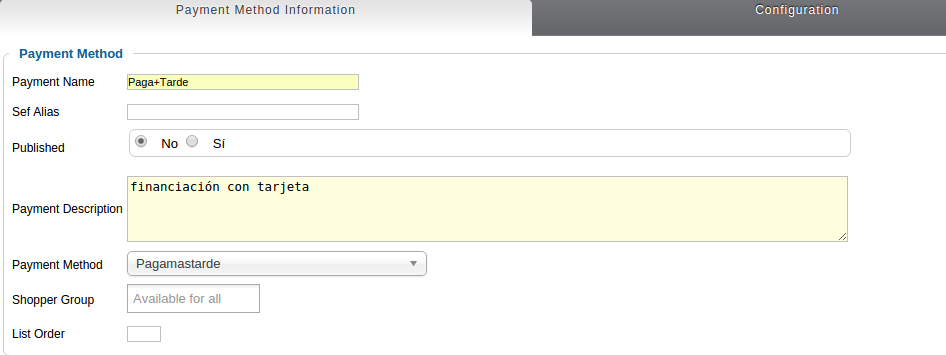 Payment Method Information Configuration
Payment Method
Payment Name Paga+Tarde
Sef Alias
Published No Sí
financiación con tarjeta
Payment Description
Payment Method Pagamastarde
Shopper Group Available for all
List Order